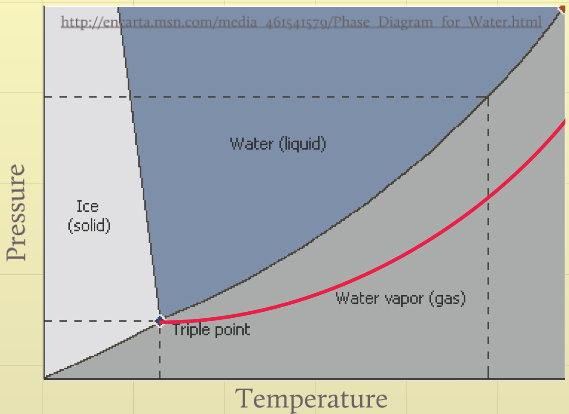 http://encarta.msn.com/media_461541579/Phase_Diagram_for_Water.html
Water (liquid)
Ice
(solid)
Pressure
Water vapor (gas)
Triple point
Temperature